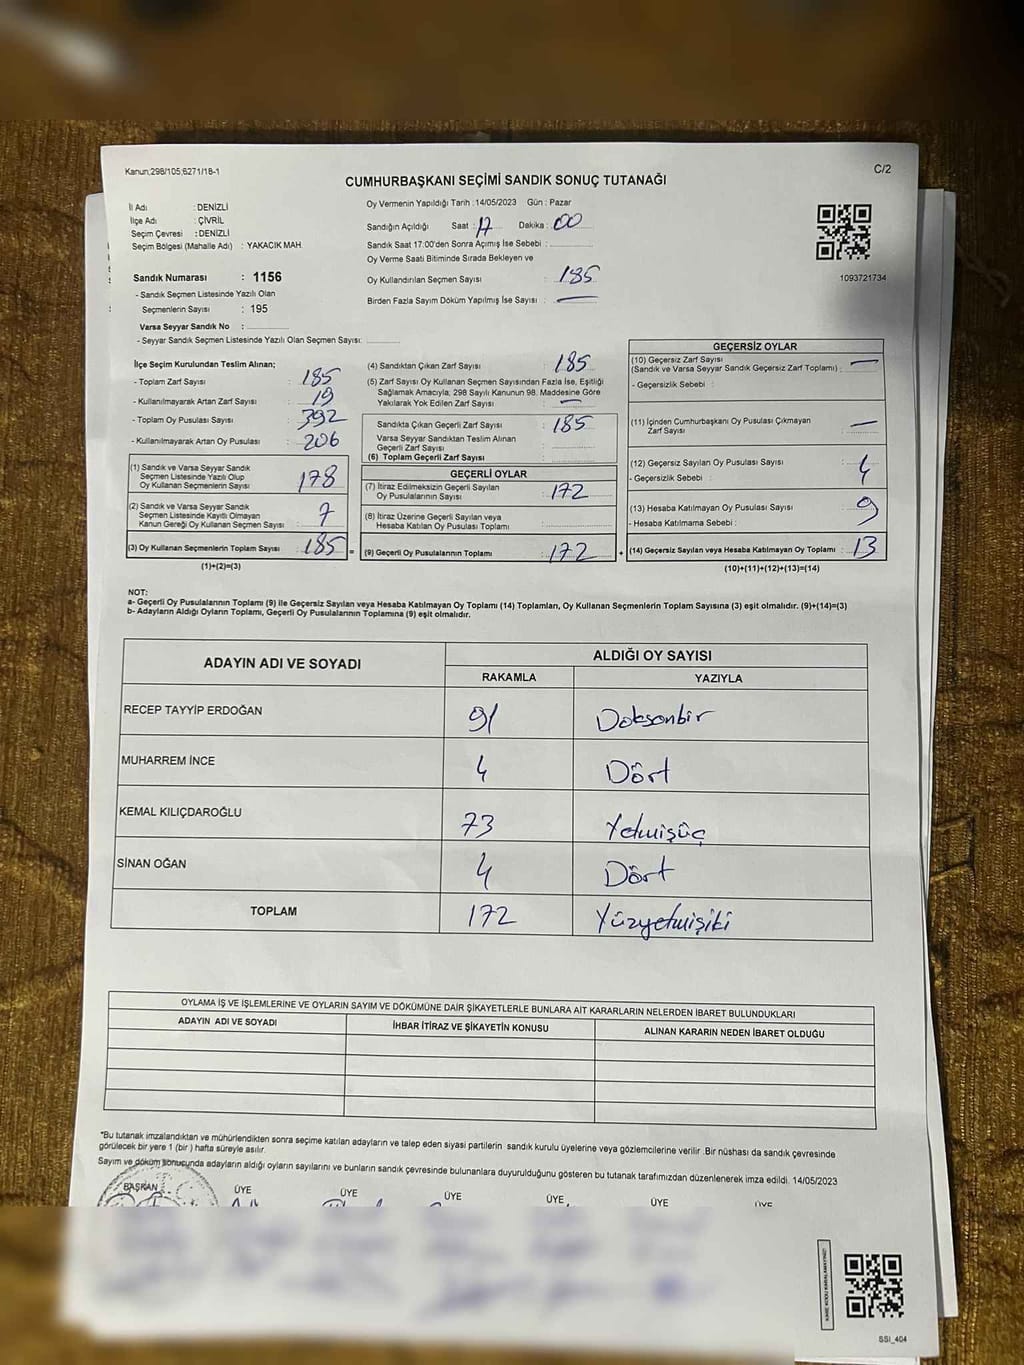 Kanun;298/105;6271/18-1
C/2
CUMHURBAŞKANI SEÇİMİ SANDIK SONUÇ TUTANAĞI
İl Adı : DENİZLİ
İlçe Adı : ÇİVRİL
Seçim Çevresi : DENİZLİ
Seçim Bölgesi (Mahalle Adı) : YAKACIK MAH.
Sandık Numarası : 1156
- Sandık Seçmen Listesinde Yazılı Olan
Seçmenlerin Sayısı : 195
Varsa Seyyar Sandık No :
- Seyyar Sandık Seçmen Listesinde Yazılı Olan Seçmen Sayısı:
Oy Vermenin Yapıldığı Tarih : 14/05/2023 Gün : Pazar
Sandığın Açıldığı Saat : 17 Dakika : 00
Sandık Saat 17:00'den Sonra Açımış İse Sebebi :
Oy Verme Saati Bitiminde Sırada Bekleyen ve
Oy Kullandırılan Seçmen Sayısı : 185
Birden Fazla Sayım Döküm Yapılmış İse Sayısı : —
1093721734
İlçe Seçim Kurulundan Teslim Alınan;
- Toplam Zarf Sayısı : 185
- Kullanılmayarak Artan Zarf Sayısı : 19
- Toplam Oy Pusulası Sayısı : 392
- Kullanılmayarak Artan Oy Pusulası : 206
(1) Sandık ve Varsa Seyyar Sandık
Seçmen Listesinde Yazılı Olup
Oy Kullanan Seçmenlerin Sayısı : 178
(2) Sandık ve Varsa Seyyar Sandık
Seçmen Listesinde Kayıtlı Olmayan
Kanun Gereği Oy Kullanan Seçmen Sayısı : 7
(3) Oy Kullanan Seçmenlerin Toplam Sayısı : 185 =
(1)+(2)=(3)
(4) Sandıktan Çıkan Zarf Sayısı : 185
(5) Zarf Sayısı Oy Kullanan Seçmen Sayısından Fazla İse, Eşitliği
Sağlamak Amacıyla, 298 Sayılı Kanunun 98. Maddesine Göre
Yakılarak Yok Edilen Zarf Sayısı : —
Sandıkta Çıkan Geçerli Zarf Sayısı : 185
Varsa Seyyar Sandıktan Teslim Alınan
Geçerli Zarf Sayısı :
(6) Toplam Geçerli Zarf Sayısı :
GEÇERLİ OYLAR
(7) İtiraz Edilmeksizin Geçerli Sayılan
Oy Pusulalarının Sayısı : 172
(8) İtiraz Üzerine Geçerli Sayılan veya
Hesaba Katılan Oy Pusulası Toplamı :
(9) Geçerli Oy Pusulalarının Toplamı : 172 +
GEÇERSİZ OYLAR
(10) Geçersiz Zarf Sayısı
(Sandık ve Varsa Seyyar Sandık Geçersiz Zarf Toplamı) : —
- Geçersizlik Sebebi :
(11) İçinden Cumhurbaşkanı Oy Pusulası Çıkmayan
Zarf Sayısı : —
(12) Geçersiz Sayılan Oy Pusulası Sayısı : 4
- Geçersizlik Sebebi :
(13) Hesaba Katılmayan Oy Pusulası Sayısı : 9
- Hesaba Katılmama Sebebi :
(14) Geçersiz Sayılan veya Hesaba Katılmayan Oy Toplamı : 13
(10)+(11)+(12)+(13)=(14)
NOT:
a- Geçerli Oy Pusulalarının Toplamı (9) ile Geçersiz Sayılan veya Hesaba Katılmayan Oy Toplamı (14) Toplamları, Oy Kullanan Seçmenlerin Toplam Sayısına (3) eşit olmalıdır. (9)+(14)=(3)
b- Adayların Aldığı Oyların Toplamı, Geçerli Oy Pusulalarının Toplamına (9) eşit olmalıdır.
ADAYIN ADI VE SOYADI ALDIĞI OY SAYISI
RAKAMLA YAZIYLA
RECEP TAYYİP ERDOĞAN 91 Doksanbir
MUHARREM İNCE 4 Dört
KEMAL KILIÇDAROĞLU 73 Yetmişüç
SİNAN OĞAN 4 Dört
TOPLAM 172 Yüzyetmişiki
OYLAMA İŞ VE İŞLEMLERİNE VE OYLARIN SAYIM VE DÖKÜMÜNE DAİR ŞİKAYETLERLE BUNLARA AİT KARARLARIN NELERDEN İBARET BULUNDUKLARI
ADAYIN ADI VE SOYADI İHBAR İTİRAZ VE ŞİKAYETİN KONUSU ALINAN KARARIN NEDEN İBARET OLDUĞU
*Bu tutanak imzalandıktan ve mühürlendikten sonra seçime katılan adayların ve talep eden siyasi partilerin sandık kurulu üyelerine veya gözlemcilerine verilir .Bir nüshası da sandık çevresinde
görülecek bir yere 1 (bir ) hafta süreyle asılır.
Sayım ve döküm sonucunda adayların aldığı oyların sayılarını ve bunların sandık çevresinde bulunanlara duyurulduğunu gösteren bu tutanak tarafımızdan düzenlenerek imza edildi. 14/05/2023
BAŞKAN ÜYE ÜYE ÜYE ÜYE ÜYE ÜYE
SSI_404